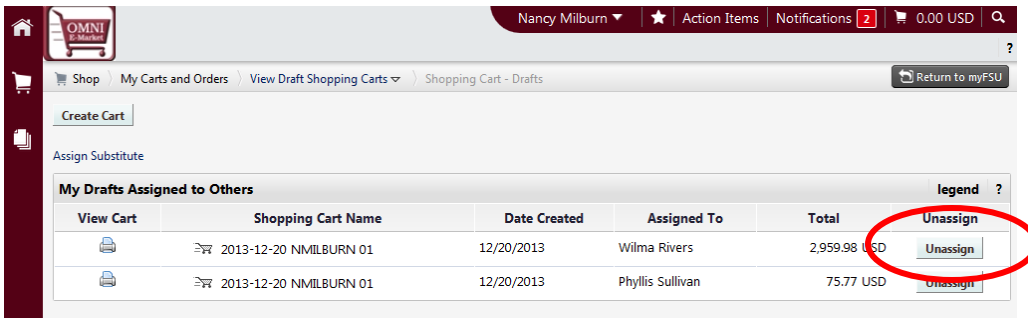 Nancy Milburn Action Items Notifications 2 0.00 USD
OMNI
E-Market
?
Shop My Carts and Orders View Draft Shopping Carts Shopping Cart - Drafts Return to myFSU
Create Cart
Assign Substitute
My Drafts Assigned to Others legend ?
View Cart Shopping Cart Name Date Created Assigned To Total Unassign
2013-12-20 NMILBURN 01 12/20/2013 Wilma Rivers 2,959.98 USD Unassign
2013-12-20 NMILBURN 01 12/20/2013 Phyllis Sullivan 75.77 USD Unassign